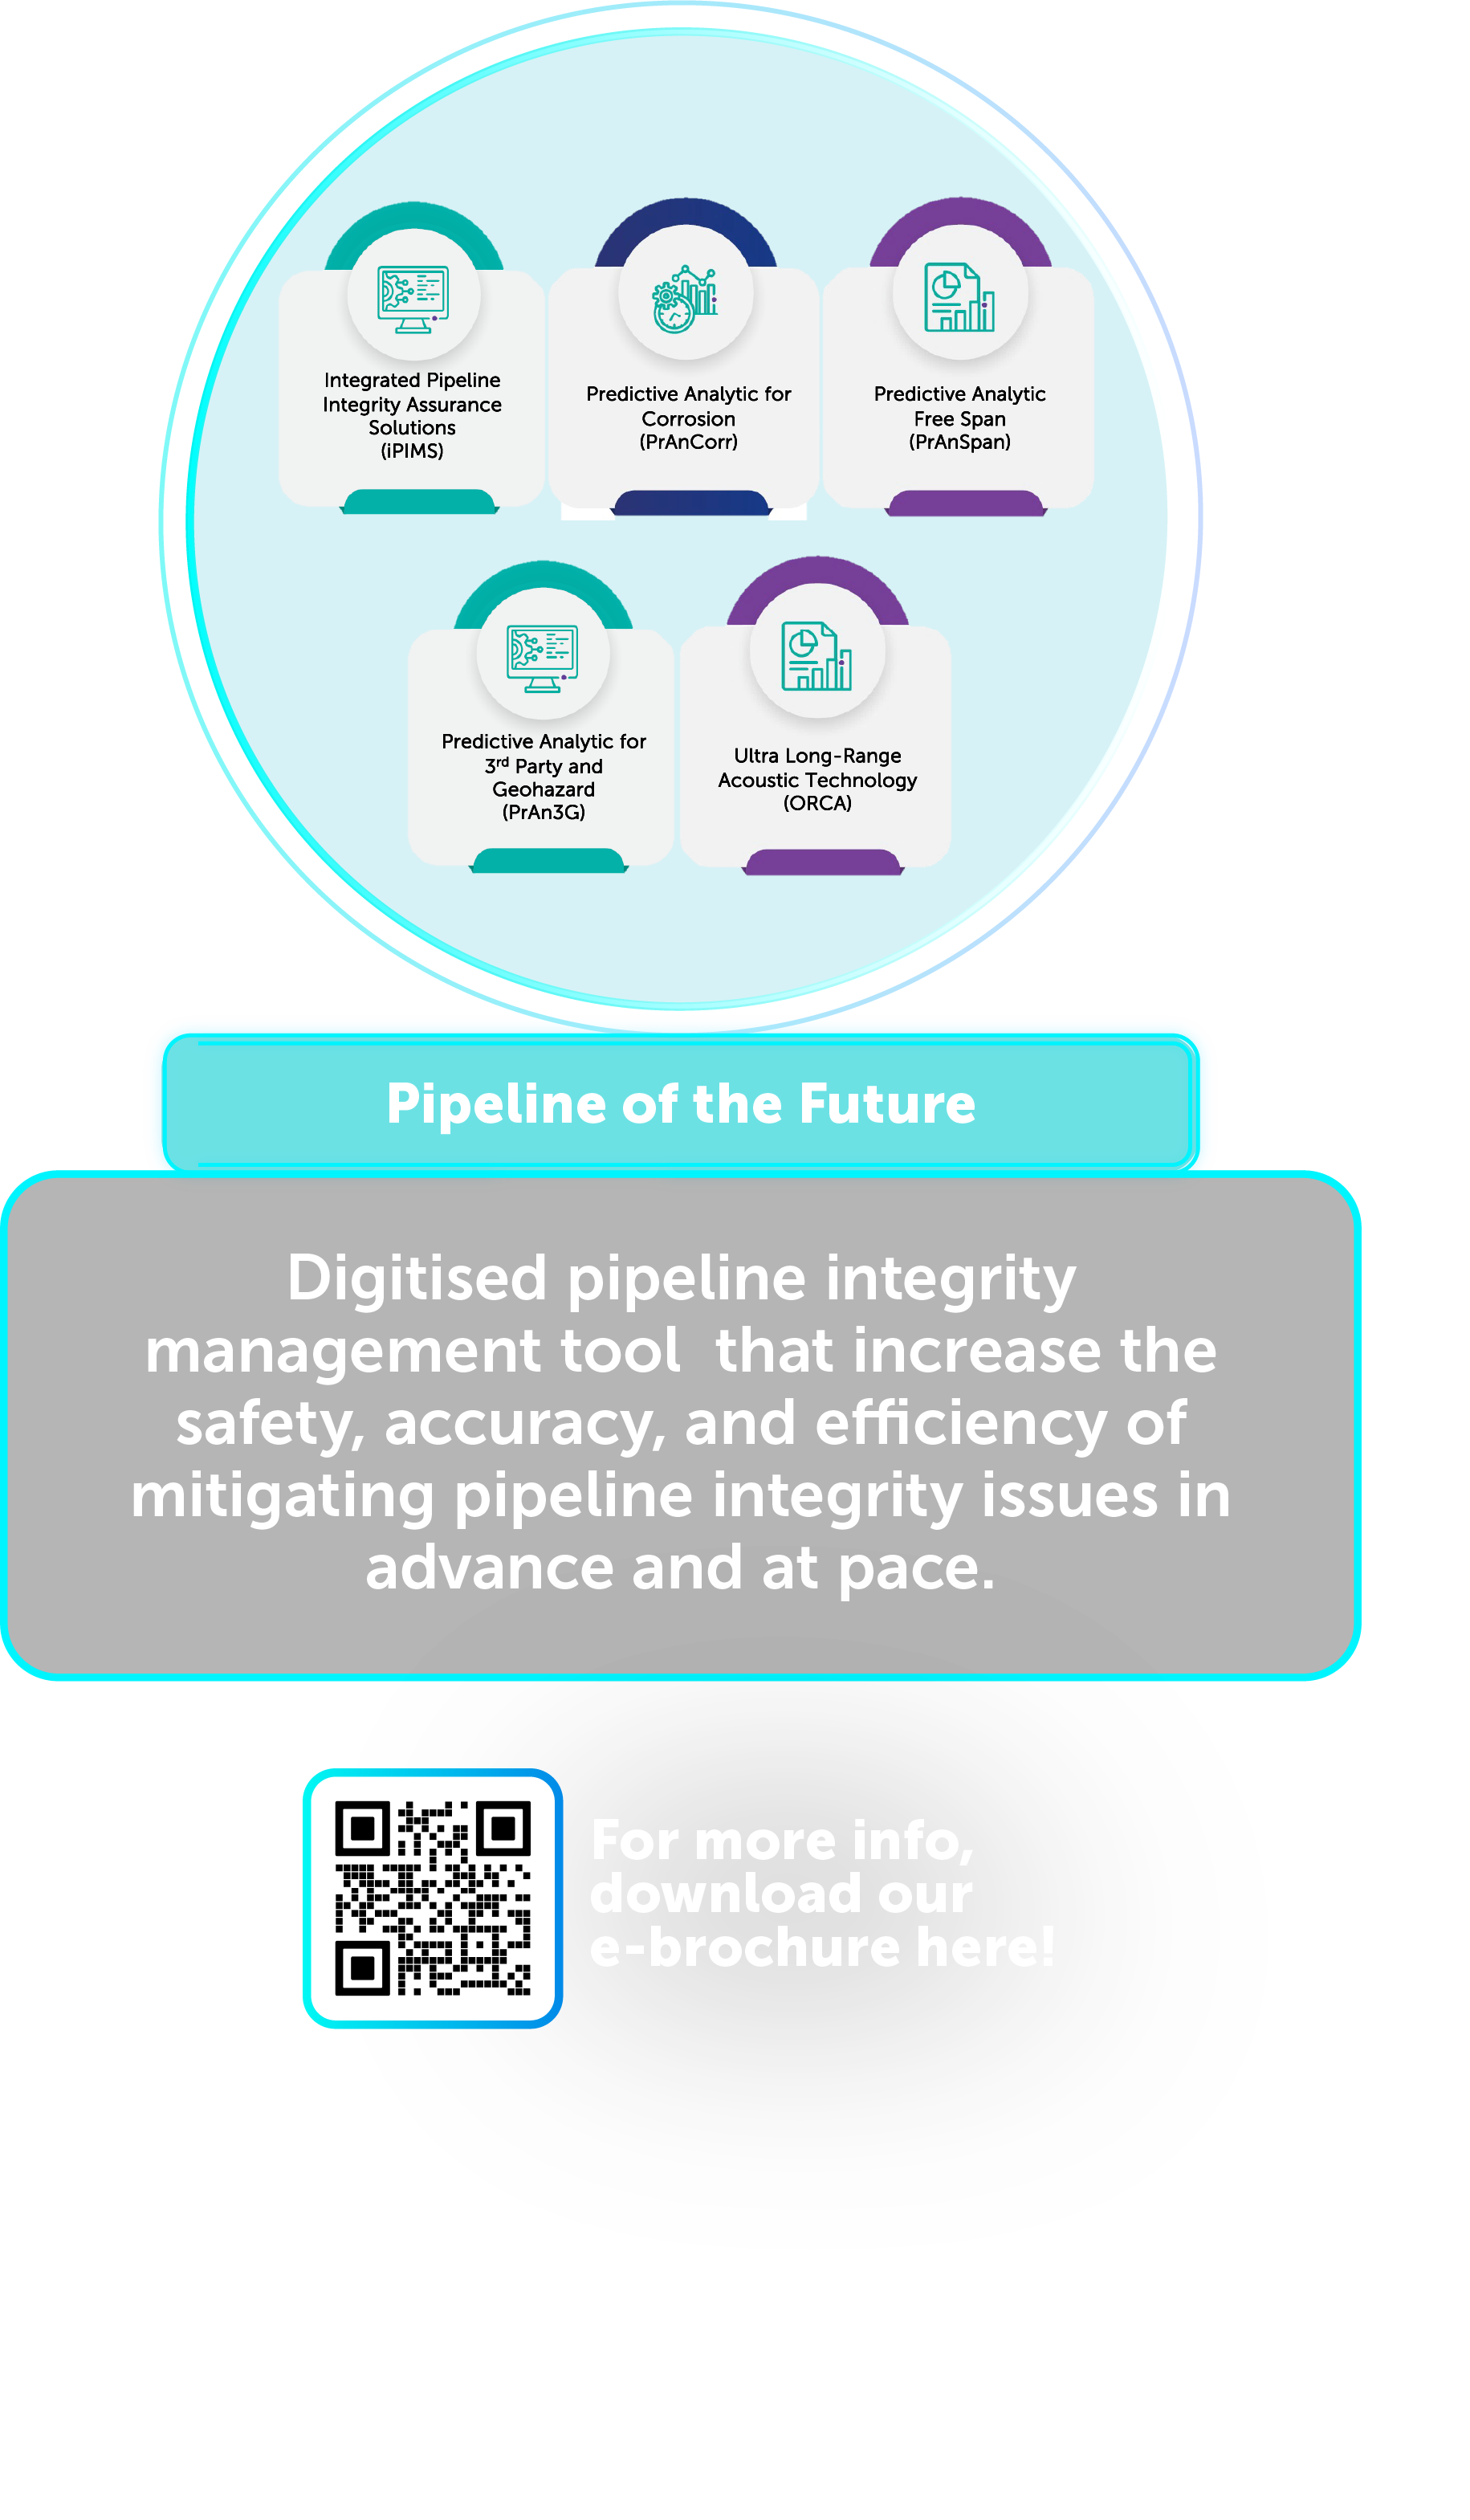 Integrated Pipeline
Integrity Assurance
Solutions
(iPIMS)
Predictive Analytic for
Corrosion
(PrAnCorr)
Predictive Analytic
Free Span
(PrAnSpan)
Predictive Analytic for
3rd Party and
Geohazard
(PrAn3G)
Ultra Long-Range
Acoustic Technology
(ORCA)
Pipeline of the Future
Digitised pipeline integrity
management tool  that increase the
safety, accuracy, and efficiency of
mitigating pipeline integrity issues in
advance and at pace.
For more info,
download our
e-brochure here!